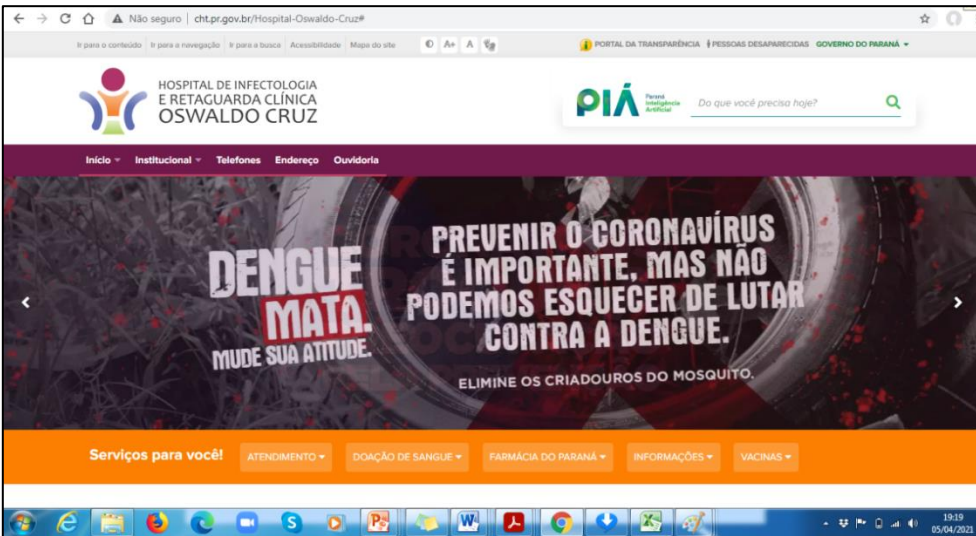 Não seguro | cht.pr.gov.br/Hospital-Oswaldo-Cruz#
Ir para o conteúdo Ir para a navegação Ir para a busca Acessibilidade Mapa do site A+ A PORTAL DA TRANSPARÊNCIA PESSOAS DESAPARECIDAS GOVERNO DO PARANÁ
HOSPITAL DE INFECTOLOGIA
E RETAGUARDA CLÍNICA
OSWALDO CRUZ
PIÁ
Paraná
Inteligência
Artificial
Do que você precisa hoje?
Início Institucional Telefones Endereço Ouvidoria
DENGUE
MATA.
MUDE SUA ATITUDE.
PREVENIR O CORONAVÍRUS
É IMPORTANTE, MAS NÃO
PODEMOS ESQUECER DE LUTAR
CONTRA A DENGUE.
ELIMINE OS CRIADOUROS DO MOSQUITO.
Serviços para você! ATENDIMENTO DOAÇÃO DE SANGUE FARMÁCIA DO PARANÁ INFORMAÇÕES VACINAS
19:19
05/04/2021